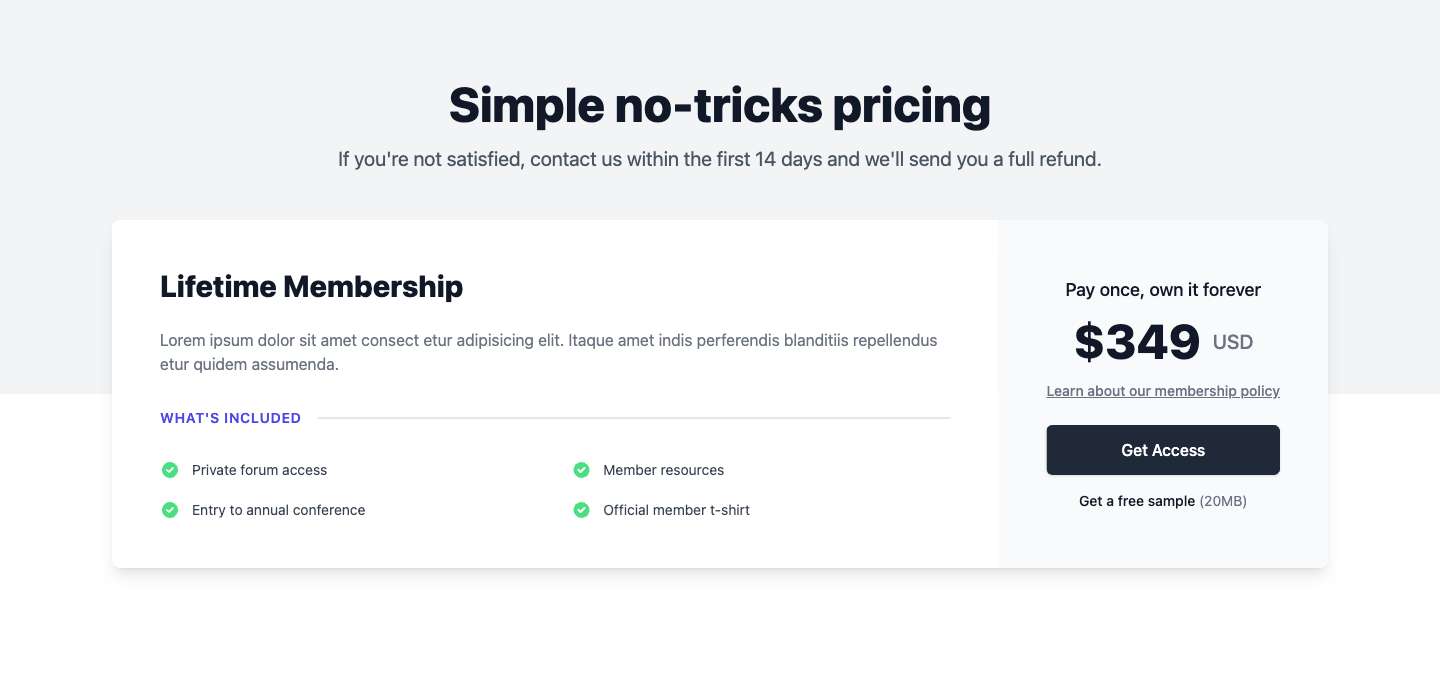 Simple no-tricks pricing
If you're not satisfied, contact us within the first 14 days and we'll send you a full refund.
Lifetime Membership
Lorem ipsum dolor sit amet consect etur adipisicing elit. Itaque amet indis perferendis blanditiis repellendus
etur quidem assumenda.
WHAT'S INCLUDED
Private forum access
Member resources
Entry to annual conference
Official member t-shirt
Pay once, own it forever
$349 USD
Learn about our membership policy
Get Access
Get a free sample (20MB)